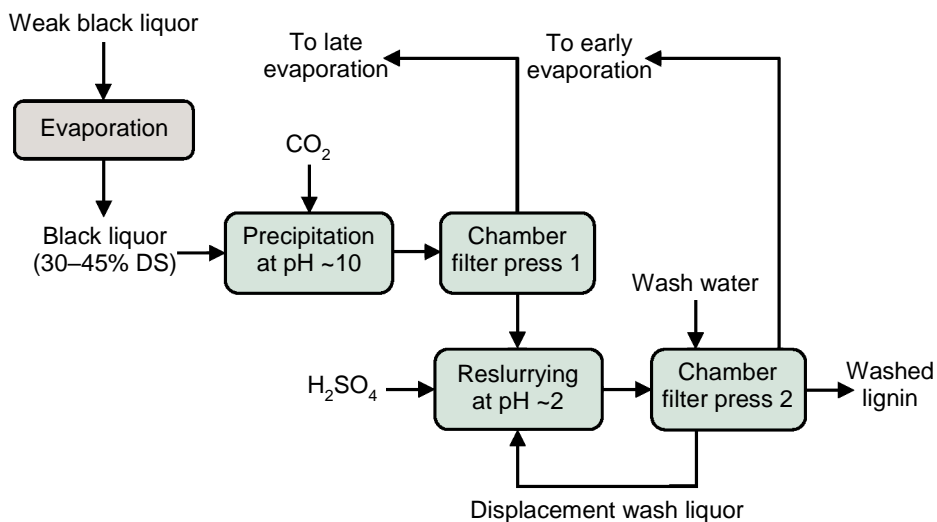 Weak black liquor
To late
evaporation
To early
evaporation
Evaporation
CO₂
Black liquor
(30–45% DS)
Precipitation
at pH ~10
Chamber
filter press 1
Wash water
H₂SO₄
Reslurrying
at pH ~2
Chamber
filter press 2
Washed
lignin
Displacement wash liquor